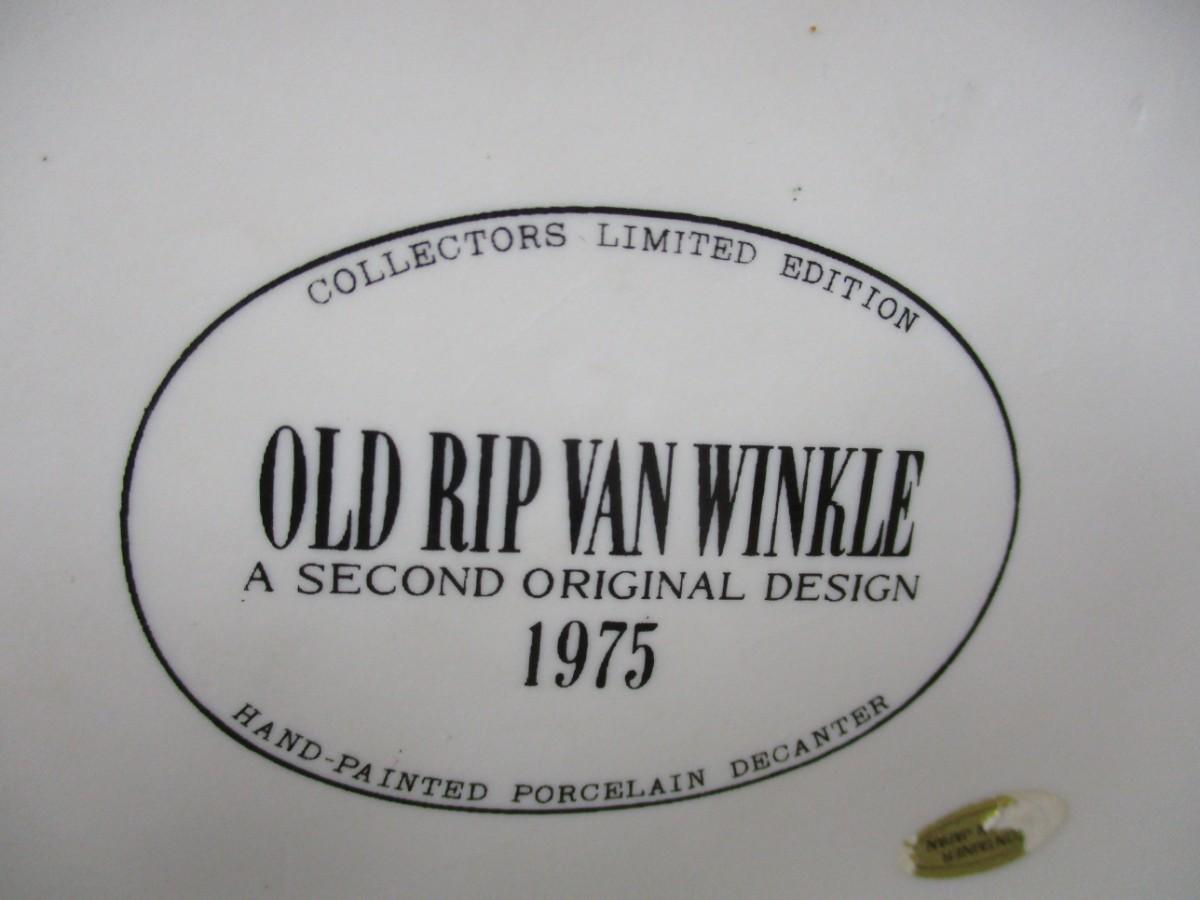 COLLECTORS LIMITED EDITION
OLD RIP VAN WINKLE
A SECOND ORIGINAL DESIGN
1975
HAND-PAINTED PORCELAIN DECANTER